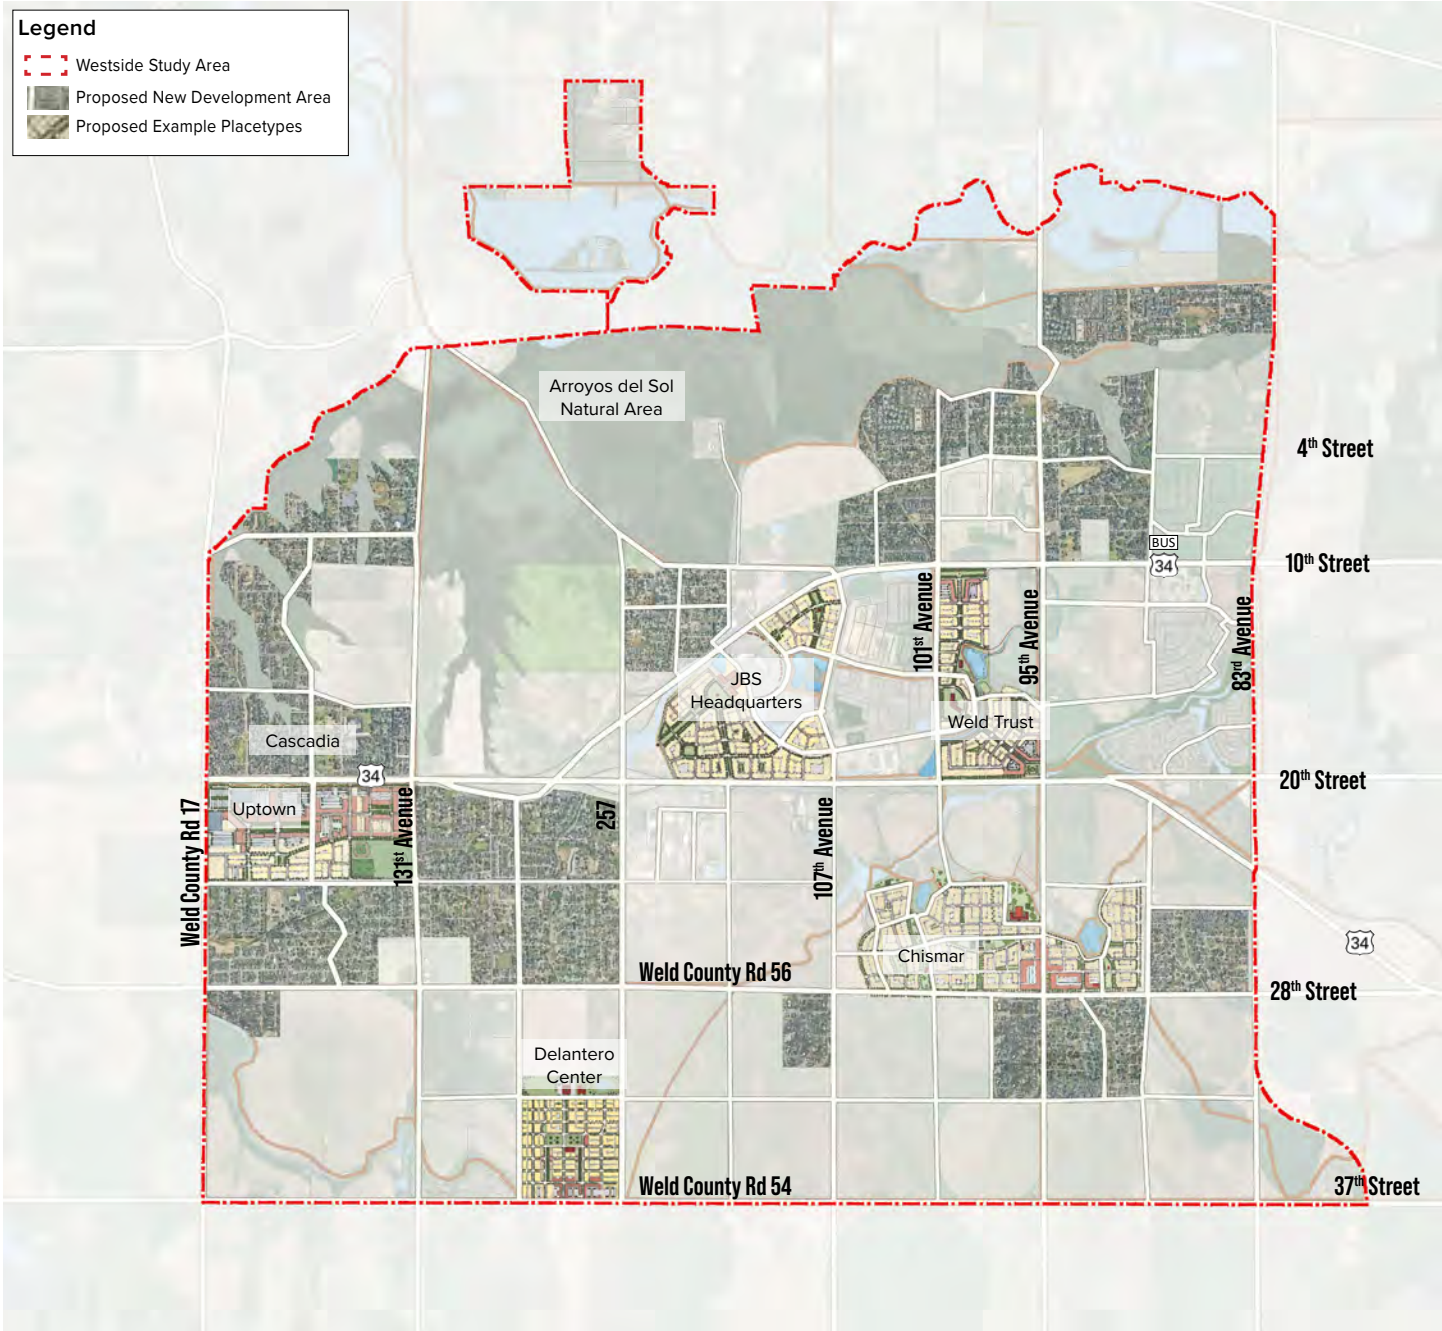 Legend
Westside Study Area
Proposed New Development Area
Proposed Example Placetypes
Arroyos del Sol
Natural Area
4th Street
BUS
34
10th Street
101st Avenue
95th Avenue
83rd Avenue
JBS
Headquarters
Weld Trust
Cascadia
34
20th Street
Uptown
Weld County Rd 17
131st Avenue
257
107th Avenue
34
Chismar
Weld County Rd 56
28th Street
Delantero
Center
Weld County Rd 54
37th Street